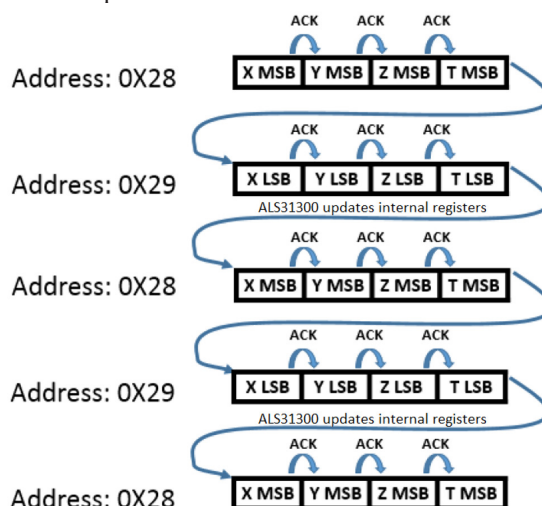 ACK ACK ACK
Address: 0X28 X MSB Y MSB Z MSB T MSB
ACK ACK ACK
Address: 0X29 X LSB Y LSB Z LSB T LSB
ALS31300 updates internal registers
ACK ACK ACK
Address: 0X28 X MSB Y MSB Z MSB T MSB
ACK ACK ACK
Address: 0X29 X LSB Y LSB Z LSB T LSB
ALS31300 updates internal registers
ACK ACK ACK
Address: 0X28 X MSB Y MSB Z MSB T MSB